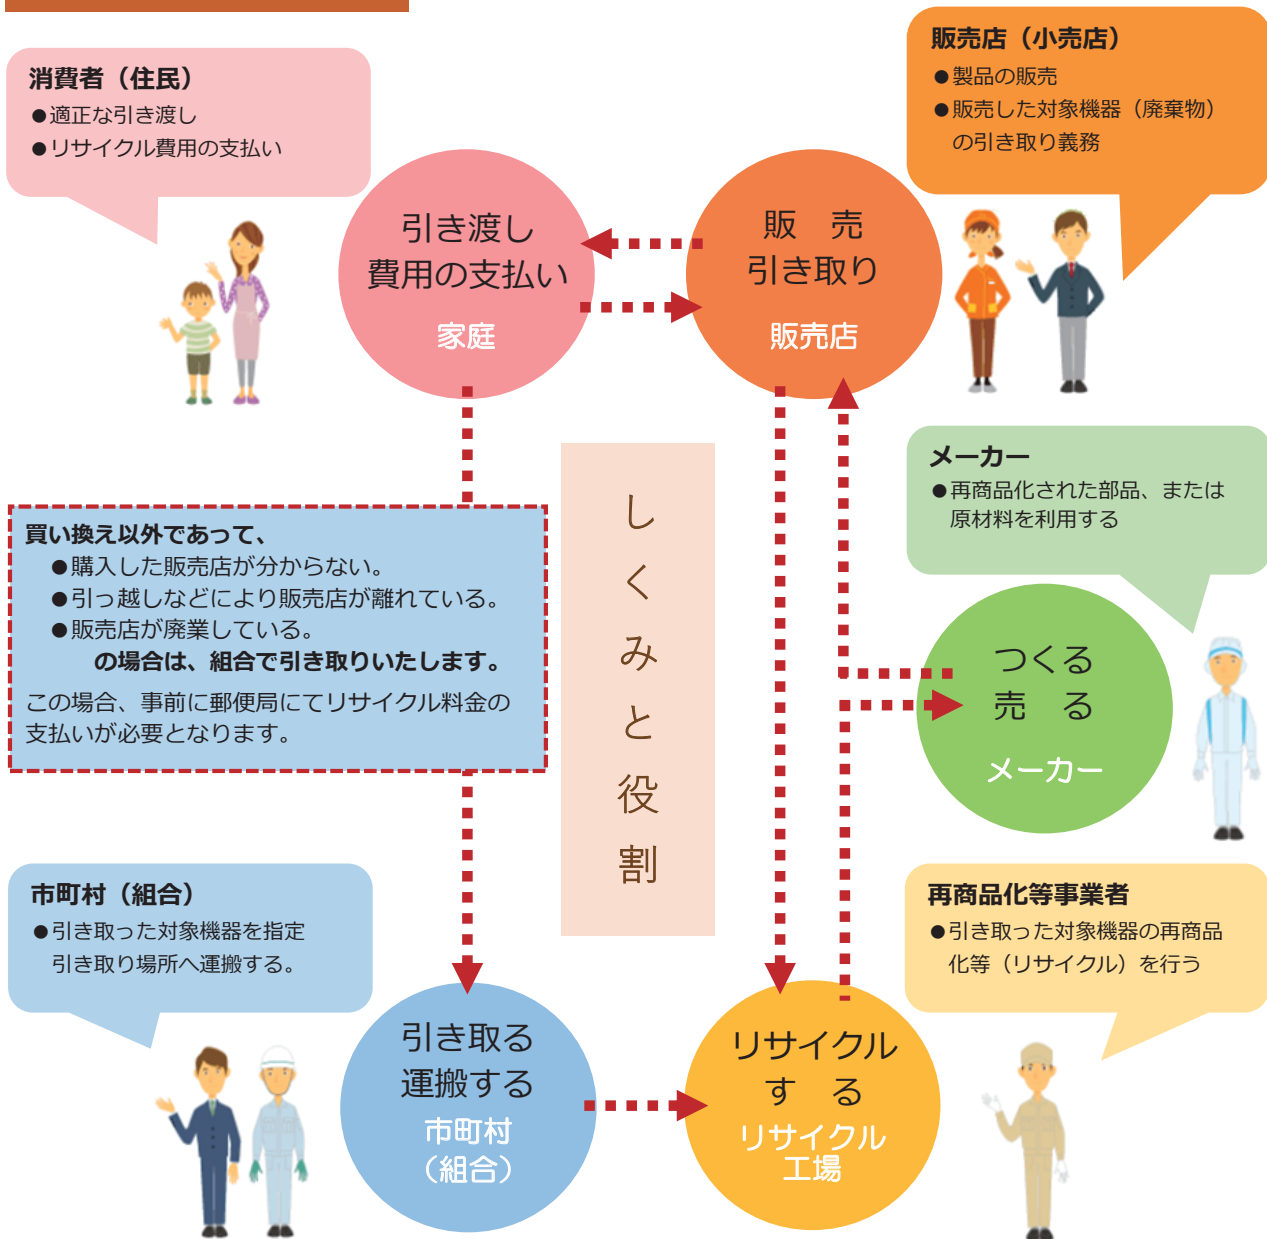 消費者（住民）
●適正な引き渡し
●リサイクル費用の支払い
販売店（小売店）
●製品の販売
●販売した対象機器（廃棄物）
の引き取り義務
引き渡し
費用の支払い
家庭
販　売
引き取り
販売店
メーカー
●再商品化された部品、または
原材料を利用する
買い換え以外であって、
●購入した販売店が分からない。
●引っ越しなどにより販売店が離れている。
●販売店が廃業している。
の場合は、組合で引き取りいたします。
この場合、事前に郵便局にてリサイクル料金の
支払いが必要となります。
しくみと役割
つくる
売　る
メーカー
市町村（組合）
●引き取った対象機器を指定
引き取り場所へ運搬する。
再商品化等事業者
●引き取った対象機器の再商品
化等（リサイクル）を行う
引き取る
運搬する
市町村
（組合）
リサイクル
す　る
リサイクル
工場